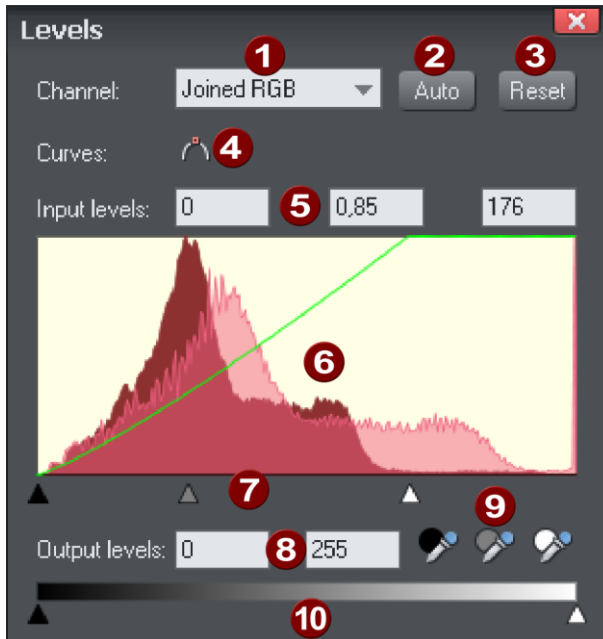 Levels
1 2 3
Channel: Joined RGB Auto Reset
Curves: 4
Input levels: 0 5 0,85 176
6
7
9
Output levels: 0 8 255
10